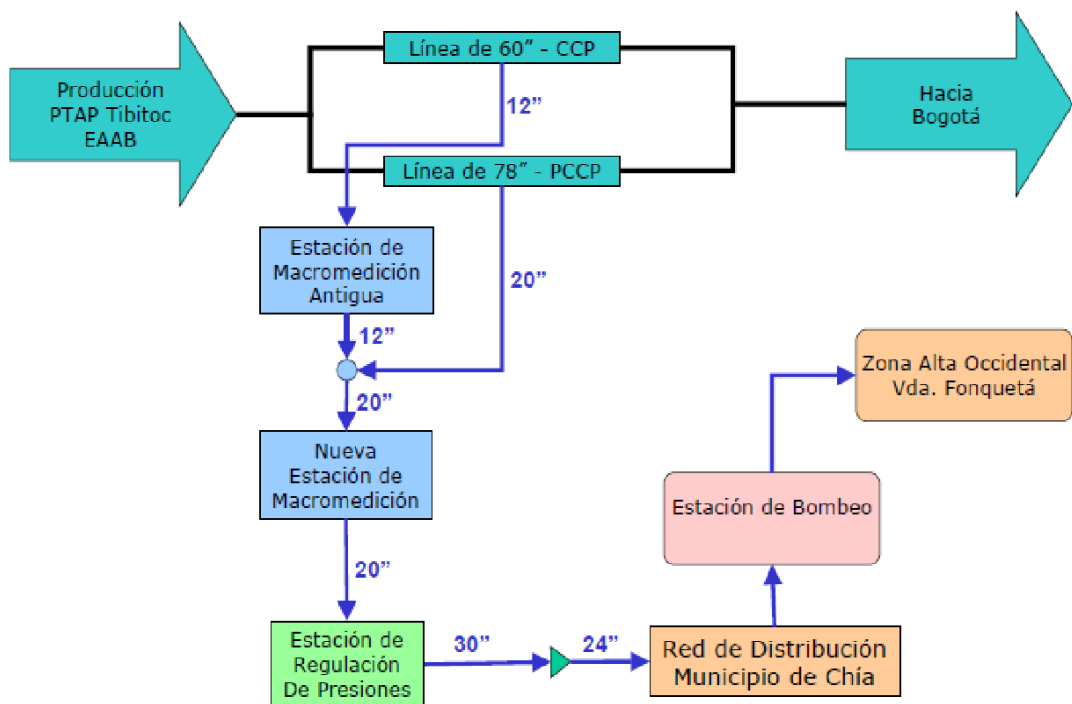 Línea de 60” - CCP
Producción
PTAP Tibitoc
EAAB
Hacia
Bogotá
12”
Línea de 78” - PCCP
Estación de
Macromedición
Antigua
20”
12”
Zona Alta Occidental
Vda. Fonquetá
20”
Nueva
Estación de
Macromedición
Estación de Bombeo
20”
Estación de
Regulación
De Presiones
30”
24”
Red de Distribución
Municipio de Chía